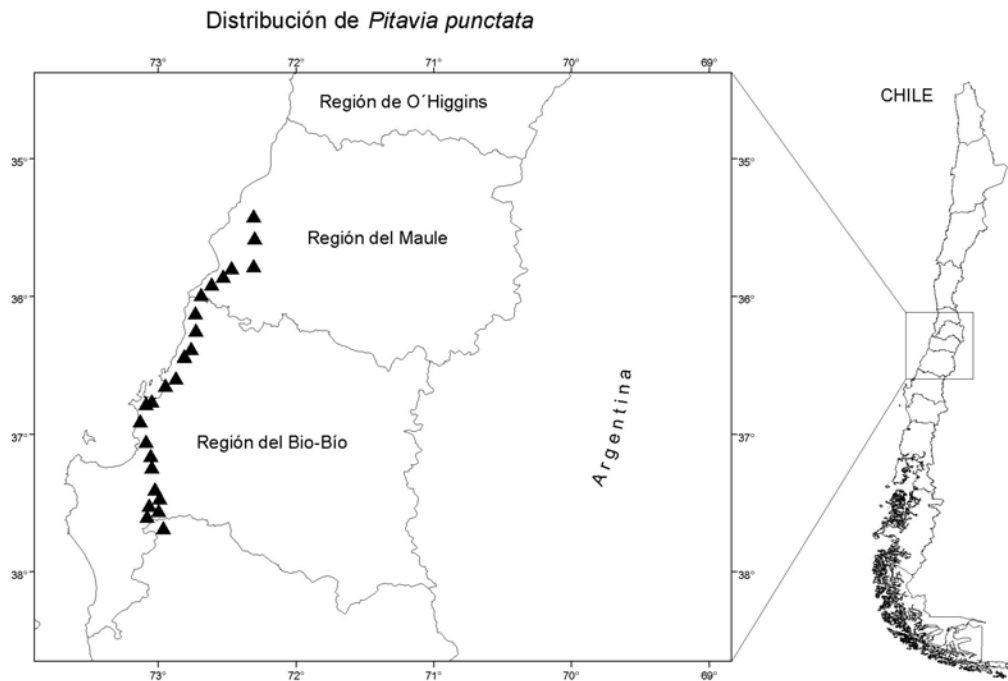 Distribución de Pitavia punctata
73° 72° 71° 70° 69°
Región de O´Higgins
CHILE
35° 35°
Región del Maule
36° 36°
Argentina
37° 37°
Región del Bio-Bío
38° 38°
73° 72° 71° 70° 69°